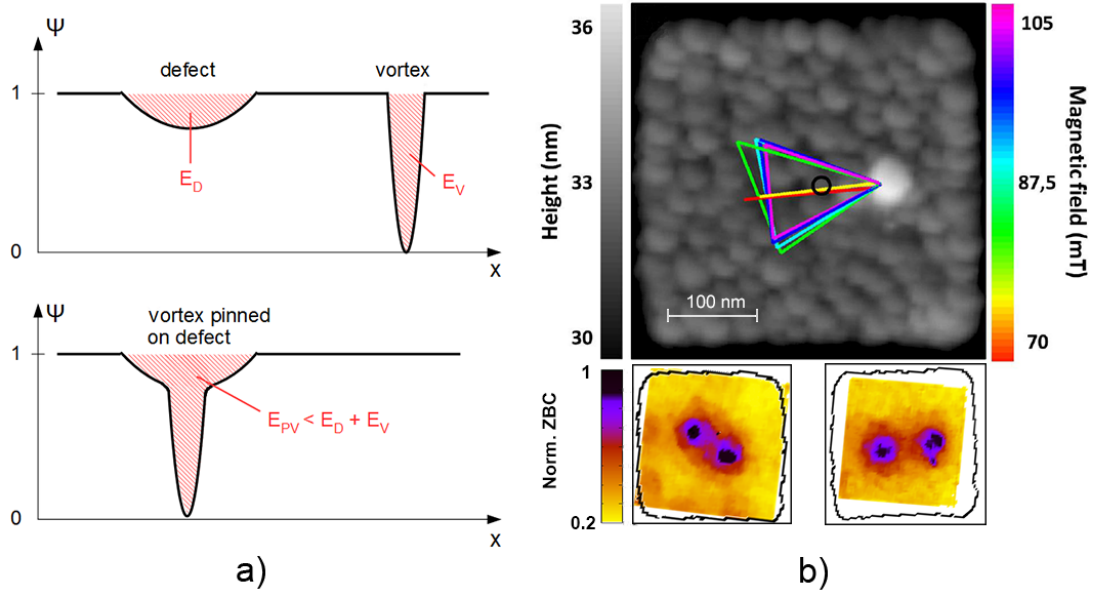 Ψ
defect
vortex
1
E_D
E_V
0
x
Ψ
vortex pinned
on defect
1
E_PV < E_D + E_V
0
x
a)
36
33
30
Height (nm)
100 nm
105
87,5
70
Magnetic field (mT)
1
0.2
Norm. ZBC
b)